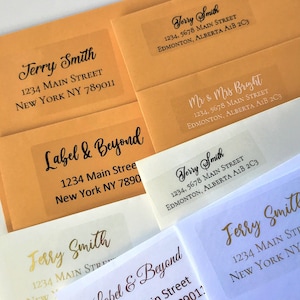 Jerry Smith
1234 Main Street
New York NY 789011
Jerry Smith
1234, 5678 Main Street
Edmonton, Alberta A1B 2C3
Mr & Mrs Bright
1234, 5678 Main Street
Edmonton, Alberta A1B 2C3
Label & Beyond
1234 Main Street
New York NY 7890
Jerry Smith
1234, 5678 Main Street
Edmonton, Alberta A1B 2C3
Jerry Smith
Label & Beyond
1234 Main Street
Jerry Smith
1234 Main Street
New York NY